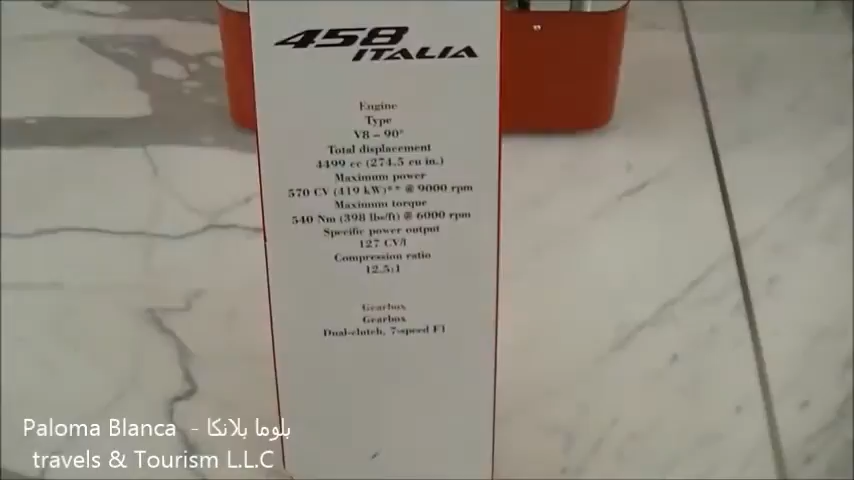 458
ITALIA
Engine
Type
V8 – 90°
Total displacement
4499 cc (274.5 cu in.)
Maximum power
570 CV (419 kW)** @ 9000 rpm
Maximum torque
540 Nm (398 lbs/ft) @ 6000 rpm
Specific power output
127 CV/l
Compression ratio
12.5:1
Gearbox
Gearbox
Dual-clutch, 7-speed F1
Paloma Blanca - بلوما بلانكا
travels & Tourism L.L.C